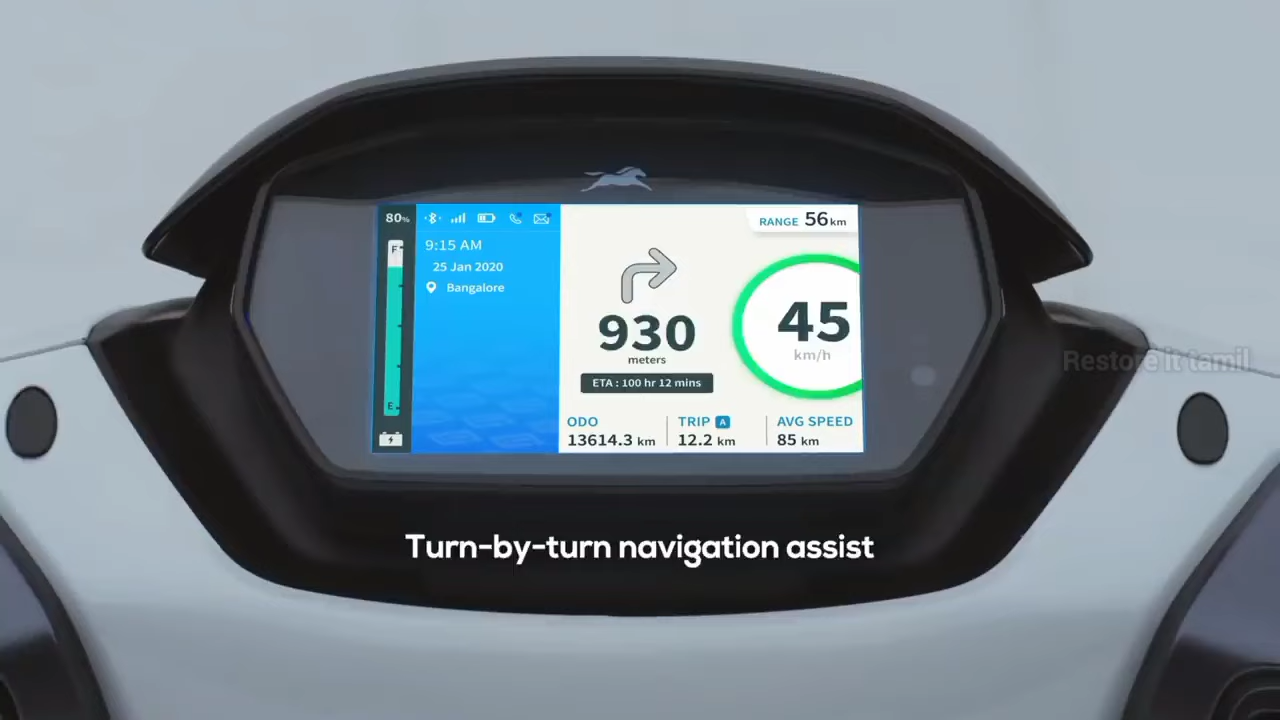 80%
F
E
9:15 AM
25 Jan 2020
Bangalore
930
meters
ETA : 100 hr 12 mins
RANGE 56 km
45
km/h
ODO
13614.3 km
TRIP A
12.2 km
AVG SPEED
85 km
Restore it tamil
Turn-by-turn navigation assist